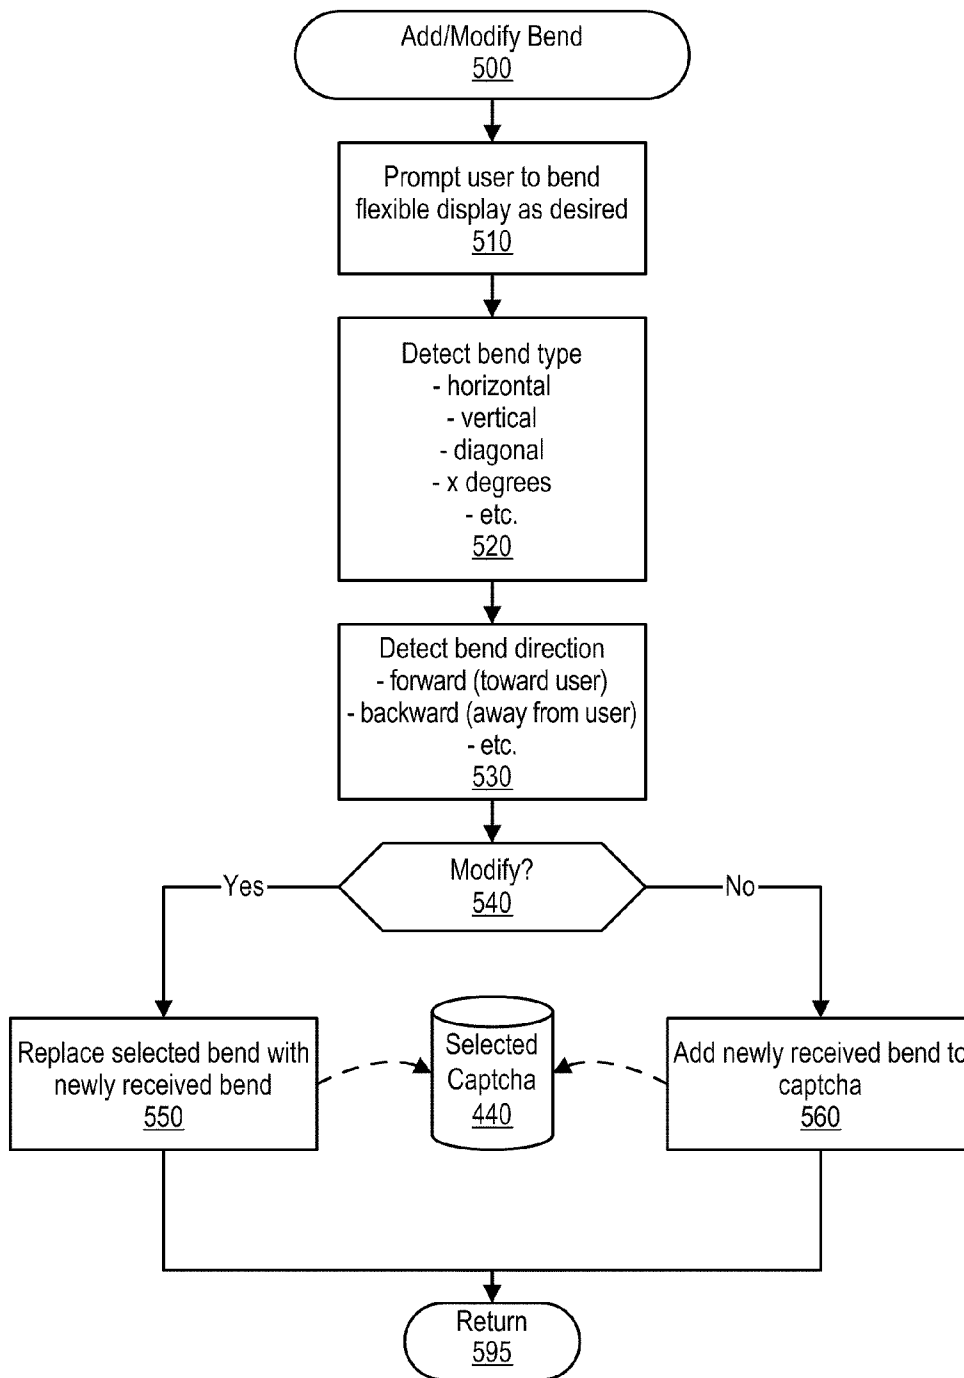 Add/Modify Bend
500
Prompt user to bend
flexible display as desired
510
Detect bend type
- horizontal
- vertical
- diagonal
- x degrees
- etc.
520
Detect bend direction
- forward (toward user)
- backward (away from user)
- etc.
530
Modify?
540
Yes
No
Replace selected bend with
newly received bend
550
Selected
Captcha
440
Add newly received bend to
captcha
560
Return
595